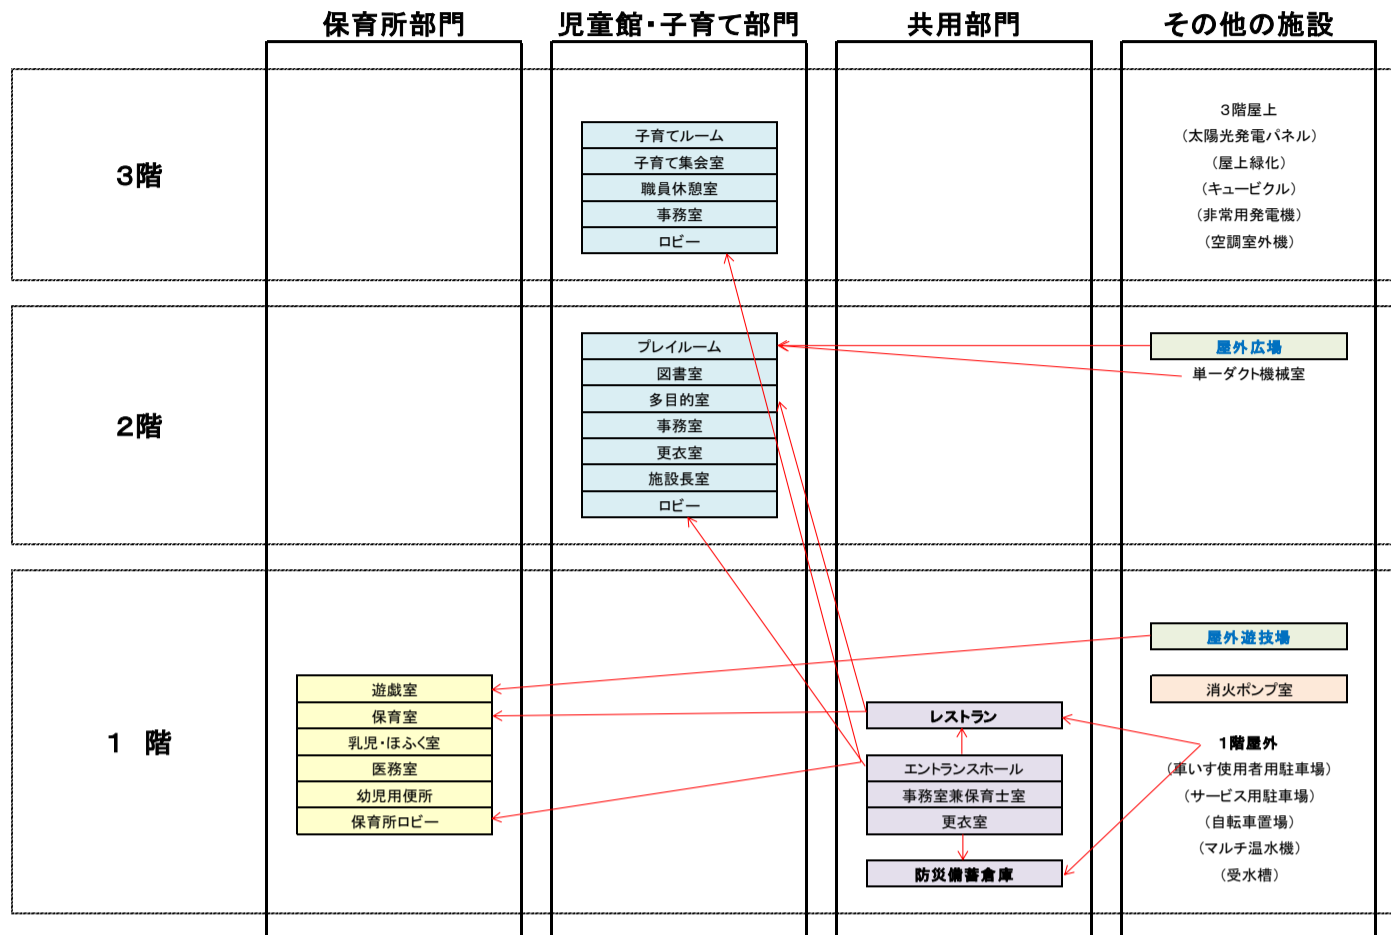 保育所部門
児童館・子育て部門
共用部門
その他の施設
3階
子育てルーム
子育て集会室
職員休憩室
事務室
ロビー
3階屋上
（太陽光発電パネル）
（屋上緑化）
（キュービクル）
（非常用発電機）
（空調室外機）
2階
プレイルーム
図書室
多目的室
事務室
更衣室
施設長室
ロビー
屋外広場
単一ダクト機械室
1 階
遊戯室
保育室
乳児・ほふく室
医務室
幼児用便所
保育所ロビー
レストラン
エントランスホール
事務室兼保育士室
更衣室
防災備蓄倉庫
屋外遊技場
消火ポンプ室
1階屋外
（車いす使用者用駐車場）
（サービス用駐車場）
（自転車置場）
（マルチ温水機）
（受水槽）